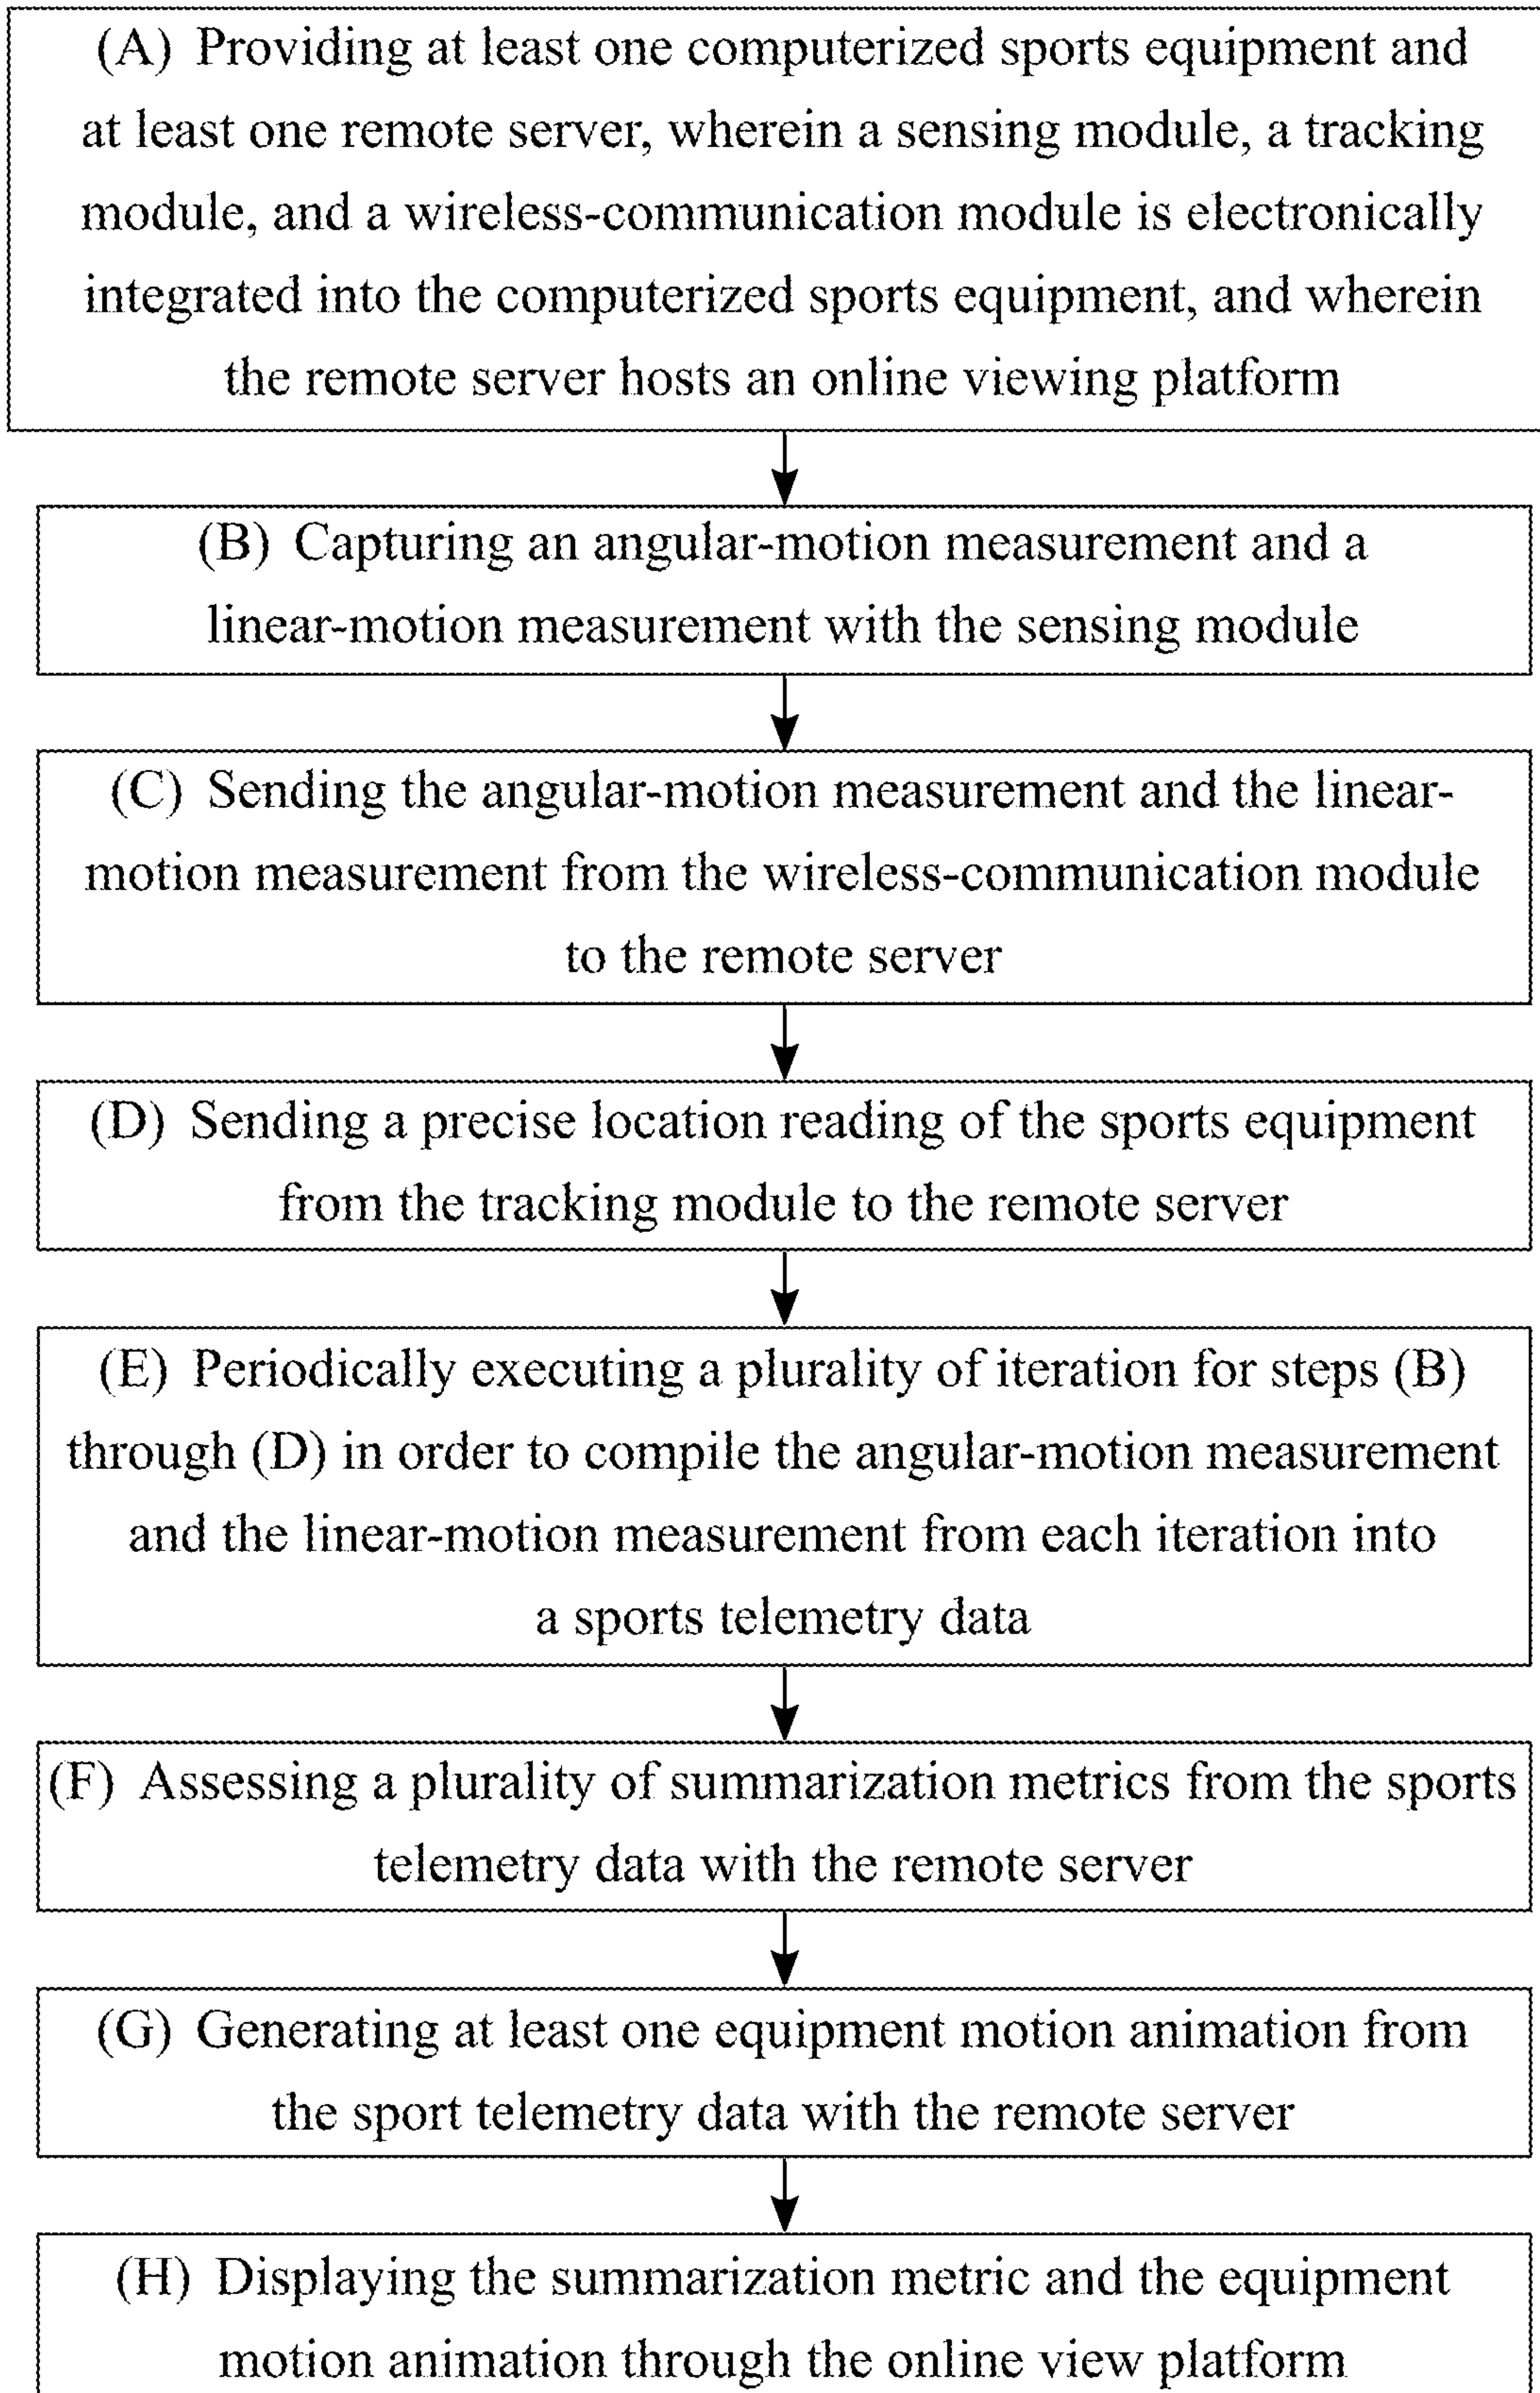 (A) Providing at least one computerized sports equipment and
at least one remote server, wherein a sensing module, a tracking
module, and a wireless-communication module is electronically
integrated into the computerized sports equipment, and wherein
the remote server hosts an online viewing platform
(B) Capturing an angular-motion measurement and a
linear-motion measurement with the sensing module
(C) Sending the angular-motion measurement and the linear-
motion measurement from the wireless-communication module
to the remote server
(D) Sending a precise location reading of the sports equipment
from the tracking module to the remote server
(E) Periodically executing a plurality of iteration for steps (B)
through (D) in order to compile the angular-motion measurement
and the linear-motion measurement from each iteration into
a sports telemetry data
(F) Assessing a plurality of summarization metrics from the sports
telemetry data with the remote server
(G) Generating at least one equipment motion animation from
the sport telemetry data with the remote server
(H) Displaying the summarization metric and the equipment
motion animation through the online view platform